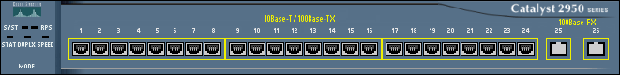 Cisco Systems
Catalyst 2950 SERIES
10Base-T / 100Base-TX
100Base-FX
SYST RPS
1 2 3 4 5 6 7 8 9 10 11 12 13 14 15 16 17 18 19 20 21 22 23 24 25 26
STAT DUPLX SPEED
MODE